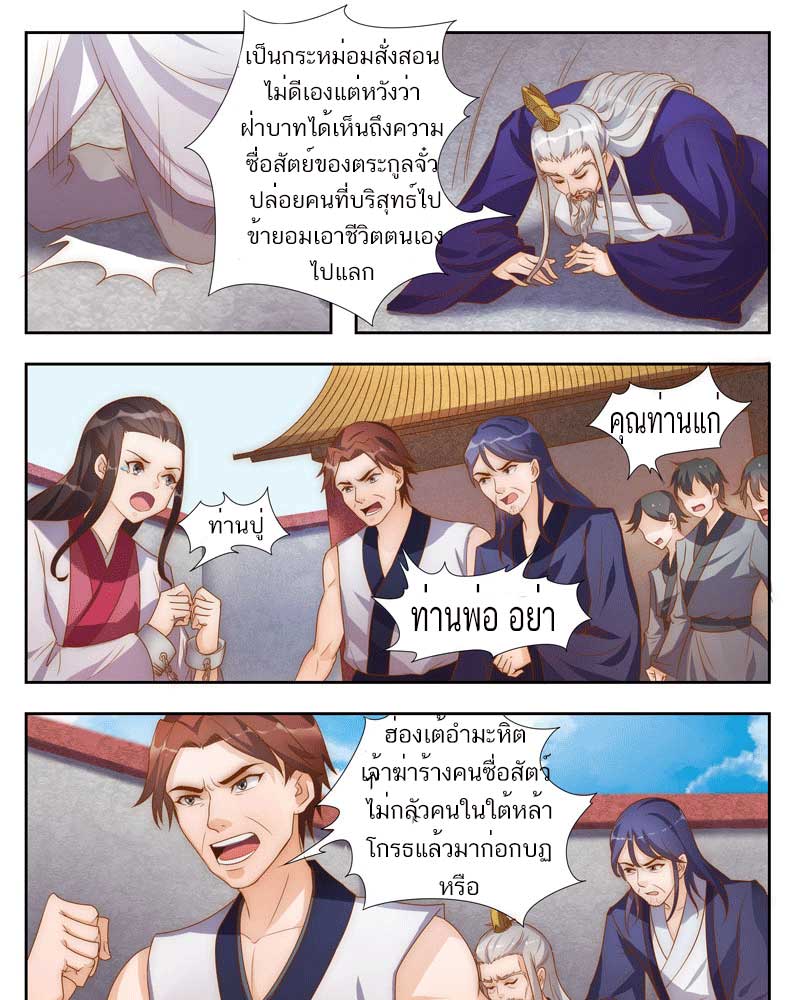 เป็นกระหม่อมสั่งสอน
ไม่ดีเองแต่หวังว่า
ฝ่าบาทได้เห็นถึงความ
ซื่อสัตย์ของตระกูลจั๋ว
ปล่อยคนที่บริสุทธ์ไป
ข้ายอมเอาชีวิตตนเอง
ไปแลก
คุณท่านแก่
ท่านปู่
ท่านพ่อ อย่า
ฮ่องเต้อำมะหิต
เจ้าฆ่าร้างคนซื่อสัตว์
ไม่กลัวคนในใต้หล้า
โกรธแล้วมาก่อกบฏ
หรือ